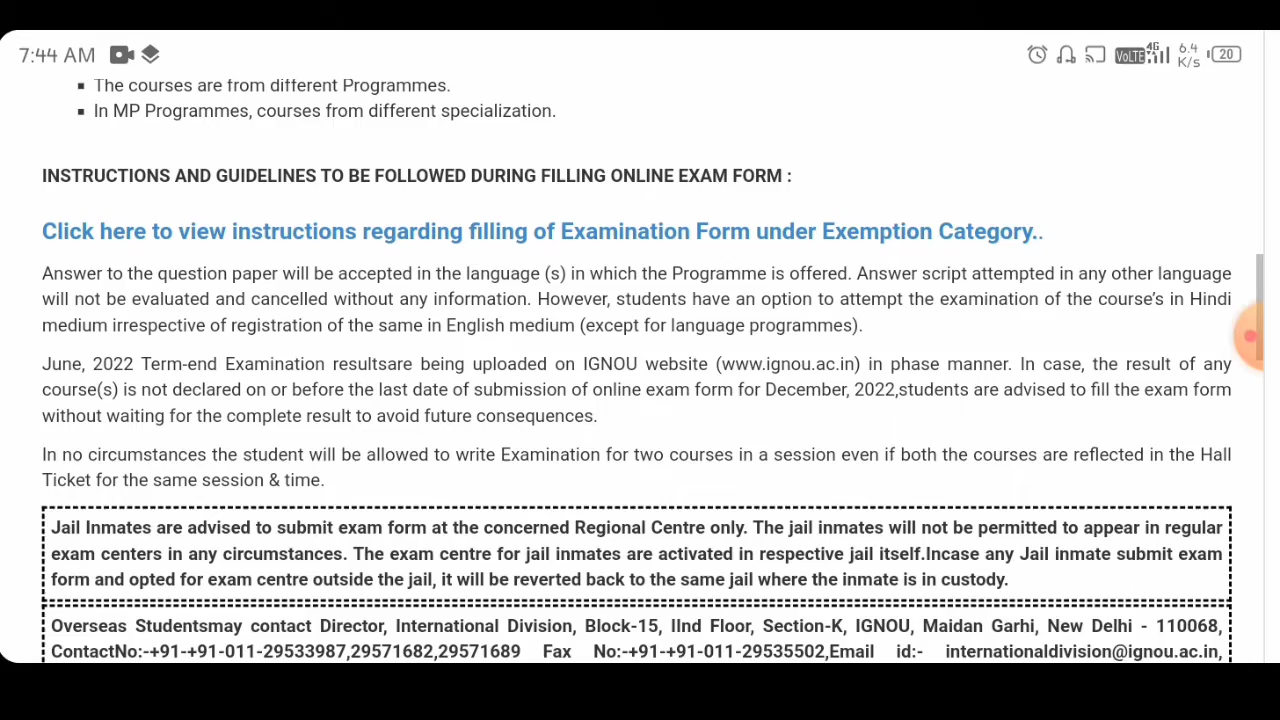 7:44 AM
VoLTE 4G 6.4 K/s 20
▪ The courses are from different Programmes.
▪ In MP Programmes, courses from different specialization.
INSTRUCTIONS AND GUIDELINES TO BE FOLLOWED DURING FILLING ONLINE EXAM FORM :
Click here to view instructions regarding filling of Examination Form under Exemption Category..
Answer to the question paper will be accepted in the language (s) in which the Programme is offered. Answer script attempted in any other language
will not be evaluated and cancelled without any information. However, students have an option to attempt the examination of the course's in Hindi
medium irrespective of registration of the same in English medium (except for language programmes).
June, 2022 Term-end Examination resultsare being uploaded on IGNOU website (www.ignou.ac.in) in phase manner. In case, the result of any
course(s) is not declared on or before the last date of submission of online exam form for December, 2022,students are advised to fill the exam form
without waiting for the complete result to avoid future consequences.
In no circumstances the student will be allowed to write Examination for two courses in a session even if both the courses are reflected in the Hall
Ticket for the same session & time.
Jail Inmates are advised to submit exam form at the concerned Regional Centre only. The jail inmates will not be permitted to appear in regular
exam centers in any circumstances. The exam centre for jail inmates are activated in respective jail itself.Incase any Jail inmate submit exam
form and opted for exam centre outside the jail, it will be reverted back to the same jail where the inmate is in custody.
Overseas Studentsmay contact Director, International Division, Block-15, IInd Floor, Section-K, IGNOU, Maidan Garhi, New Delhi - 110068,
ContactNo:-+91-+91-011-29533987,29571682,29571689 Fax No:-+91-+91-011-29535502,Email id:- internationaldivision@ignou.ac.in,